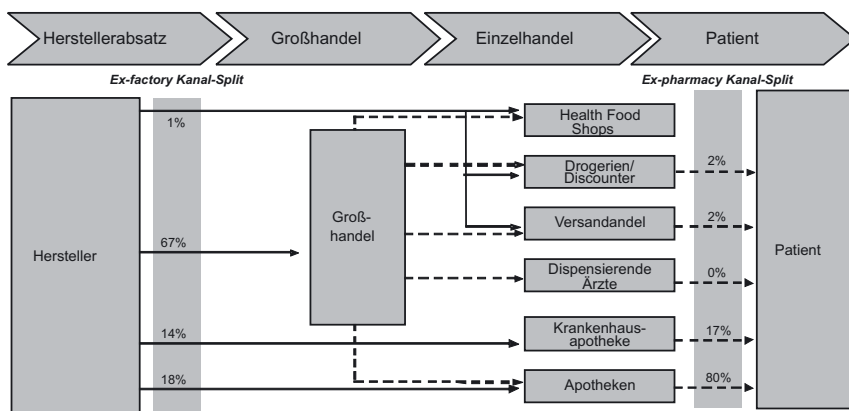 Herstellerabsatz
Großhandel
Einzelhandel
Patient
Ex-factory Kanal-Split
Ex-pharmacy Kanal-Split
Hersteller
1%
67%
14%
18%
Groß-
handel
Health Food
Shops
Drogerien/
Discounter
Versandandel
Dispensierende
Ärzte
Krankenhaus-
apotheke
Apotheken
2%
2%
0%
17%
80%
Patient